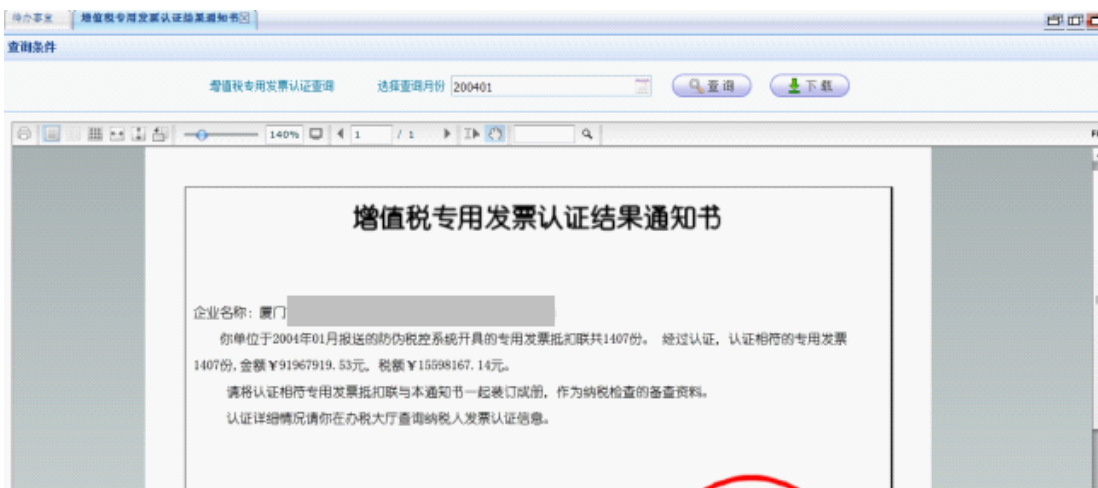 待办事宜 增值税专用发票认证结果通知书
查询条件
增值税专用发票认证查询 选择查询月份 200401 查询 下载
140% 1 / 1
增值税专用发票认证结果通知书
企业名称：厦门
你单位于2004年01月报送的防伪税控系统开具的专用发票抵扣联共1407份。 经过认证，认证相符的专用发票
1407份,金额¥91967919.53元，税额¥15598167.14元。
请将认证相符专用发票抵扣联与本通知书一起装订成册，作为纳税检查的备查资料。
认证详细情况请你在办税大厅查询纳税人发票认证信息。